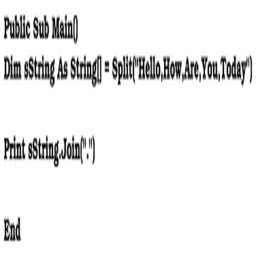 Public Sub Main()
Dim sString As String[] = Split("Hello,How,Are,You,Today")
Print sString.Join(".")
End